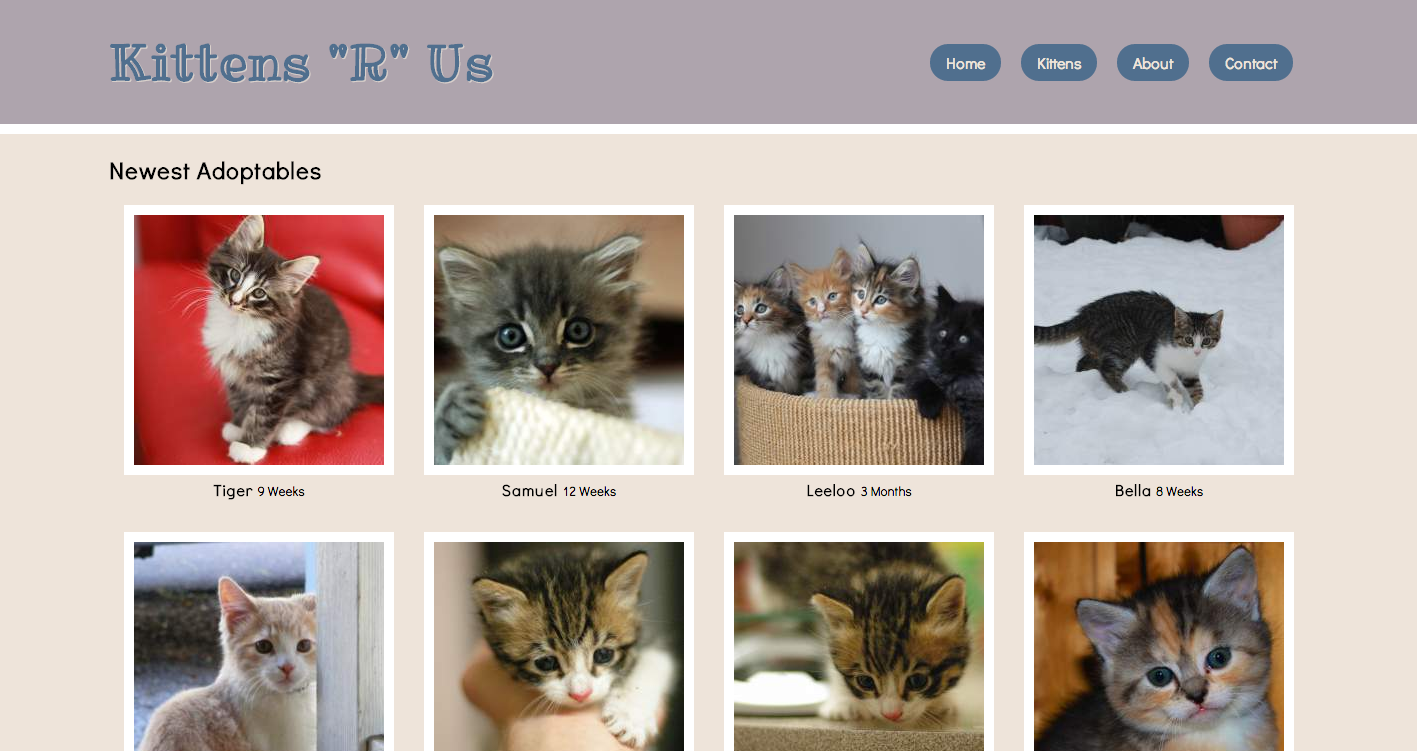 Kittens "R" Us
Home Kittens About Contact
Newest Adoptables
Tiger 9 Weeks
Samuel 12 Weeks
Leeloo 3 Months
Bella 8 Weeks